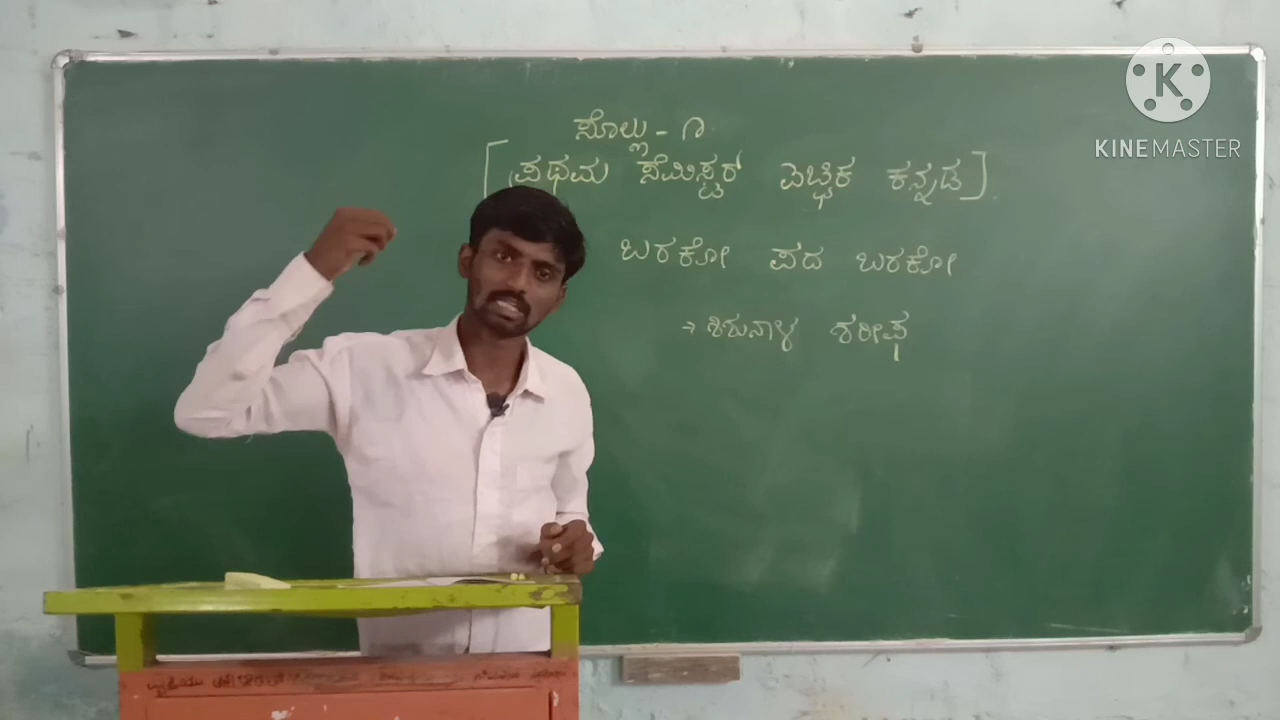 ಸೊಲ್ಲು - ೧
[ಪ್ರಥಮ ಸೆಮಿಸ್ಟರ್ ಐಚ್ಛಿಕ ಕನ್ನಡ]
ಬರಕೋ ಪದ ಬರಕೋ
→ ಶಿಶುನಾಳ ಶರೀಫ
K
KINEMASTER